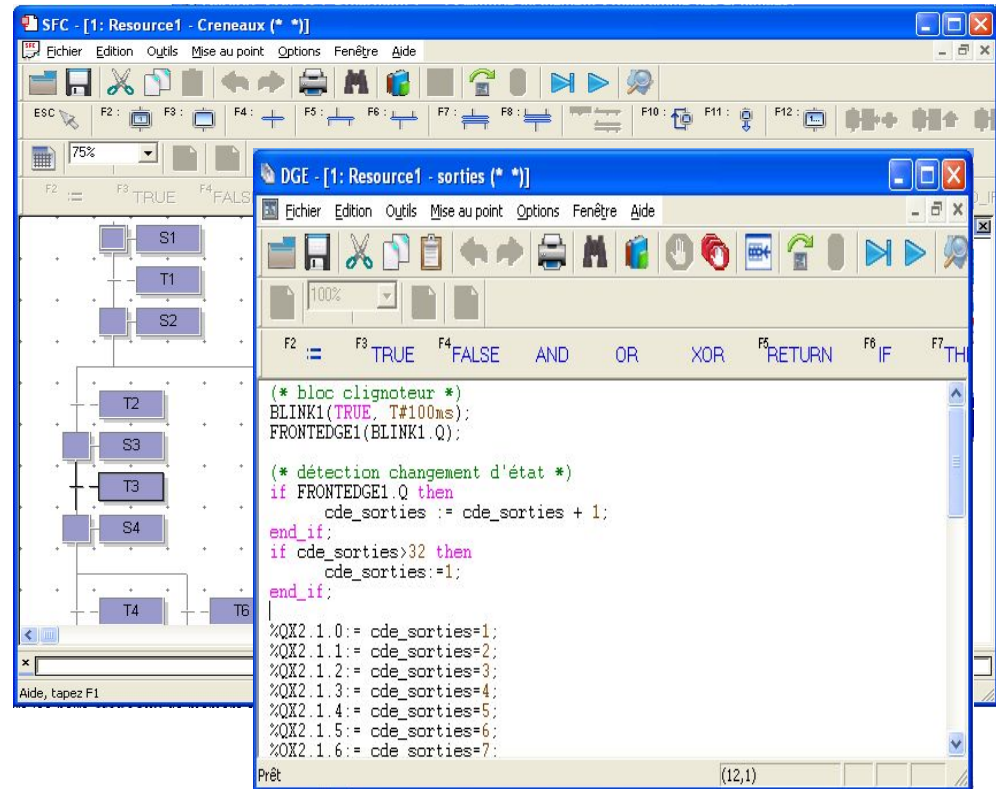 SFC - [1: Resource1 - Creneaux (* *)]
Fichier Edition Outils Mise au point Options Fenêtre Aide
ESC F2 : F3 : F4 : F5 : F6 : F7 : F8 : F10 : F11 : F12 :
75%
F2 := F3 TRUE F4 FALS
S1
T1
S2
T2
S3
T3
S4
T4 T6
Aide, tapez F1
DGE - [1: Resource1 - sorties (* *)]
Fichier Edition Outils Mise au point Options Fenêtre Aide
100%
F2 := F3 TRUE F4 FALSE AND OR XOR F5 RETURN F6 IF F7 TH
(* bloc clignoteur *)
BLINK1(TRUE, T#100ms);
FRONTEDGE1(BLINK1.Q);
(* détection changement d'état *)
if FRONTEDGE1.Q then
cde_sorties := cde_sorties + 1;
end_if;
if cde_sorties>32 then
cde_sorties:=1;
end_if;
%QX2.1.0:= cde_sorties=1;
%QX2.1.1:= cde_sorties=2;
%QX2.1.2:= cde_sorties=3;
%QX2.1.3:= cde_sorties=4;
%QX2.1.4:= cde_sorties=5;
%QX2.1.5:= cde_sorties=6;
%QX2.1.6:= cde_sorties=7;
Prêt (12,1)